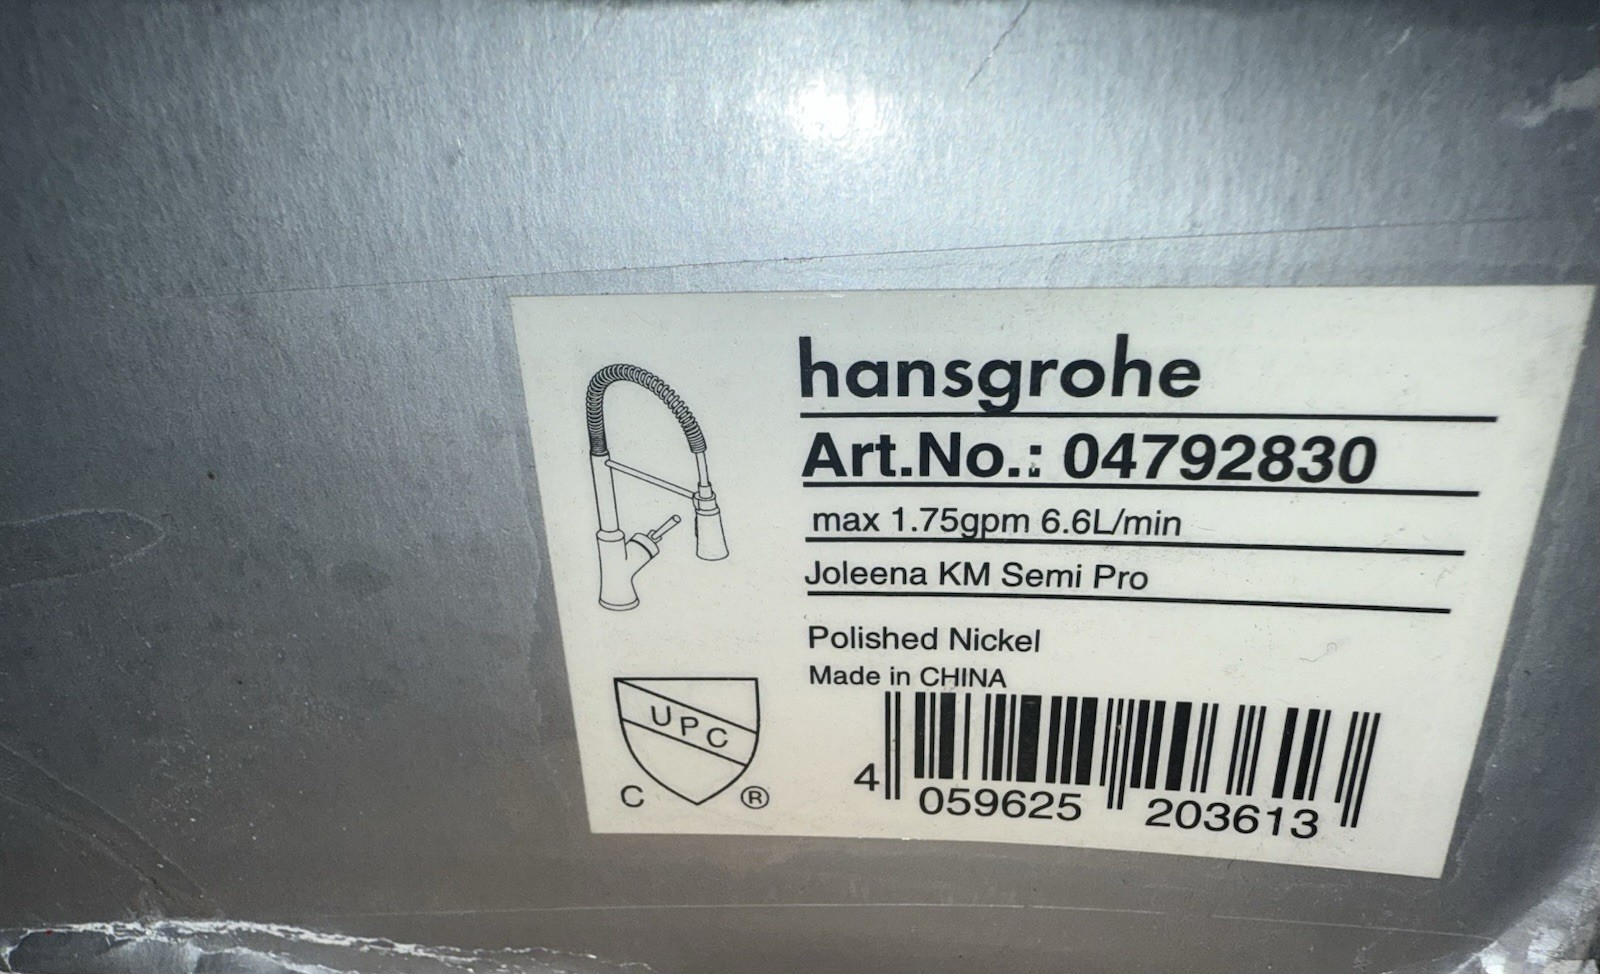 hansgrohe
Art.No.: 04792830
max 1.75gpm 6.6L/min
Joleena KM Semi Pro
Polished Nickel
Made in CHINA
UPC
C ®
4 059625 203613